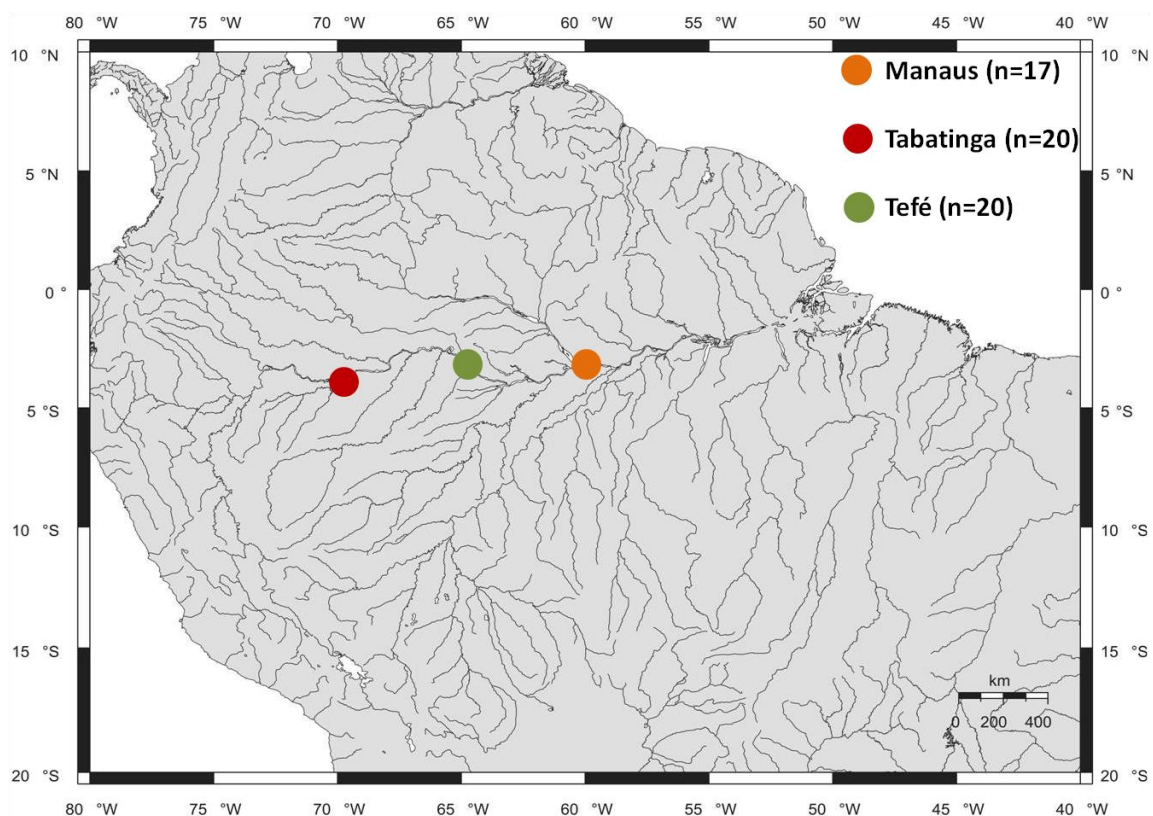 80 °W 75 °W 70 °W 65 °W 60 °W 55 °W 50 °W 45 °W 40 °W
10 °N 10 °N
Manaus (n=17)
Tabatinga (n=20)
5 °N 5 °N
Tefé (n=20)
0 ° 0 °
5 °S 5 °S
10 °S 10 °S
15 °S 15 °S
km
0 200 400
20 °S 20 °S
80 °W 75 °W 70 °W 65 °W 60 °W 55 °W 50 °W 45 °W 40 °W